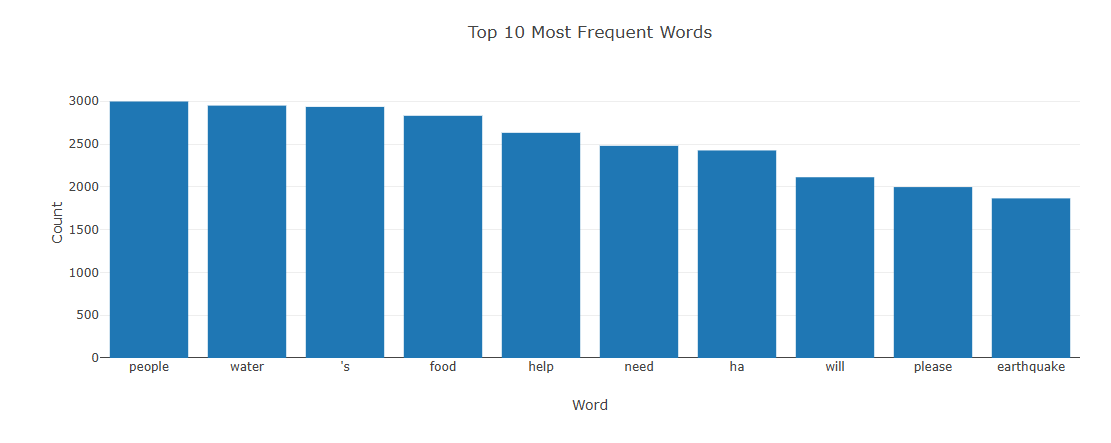 Top 10 Most Frequent Words
3000
2500
2000
1500
1000
500
0
Count
people water 's food help need ha will please earthquake
Word